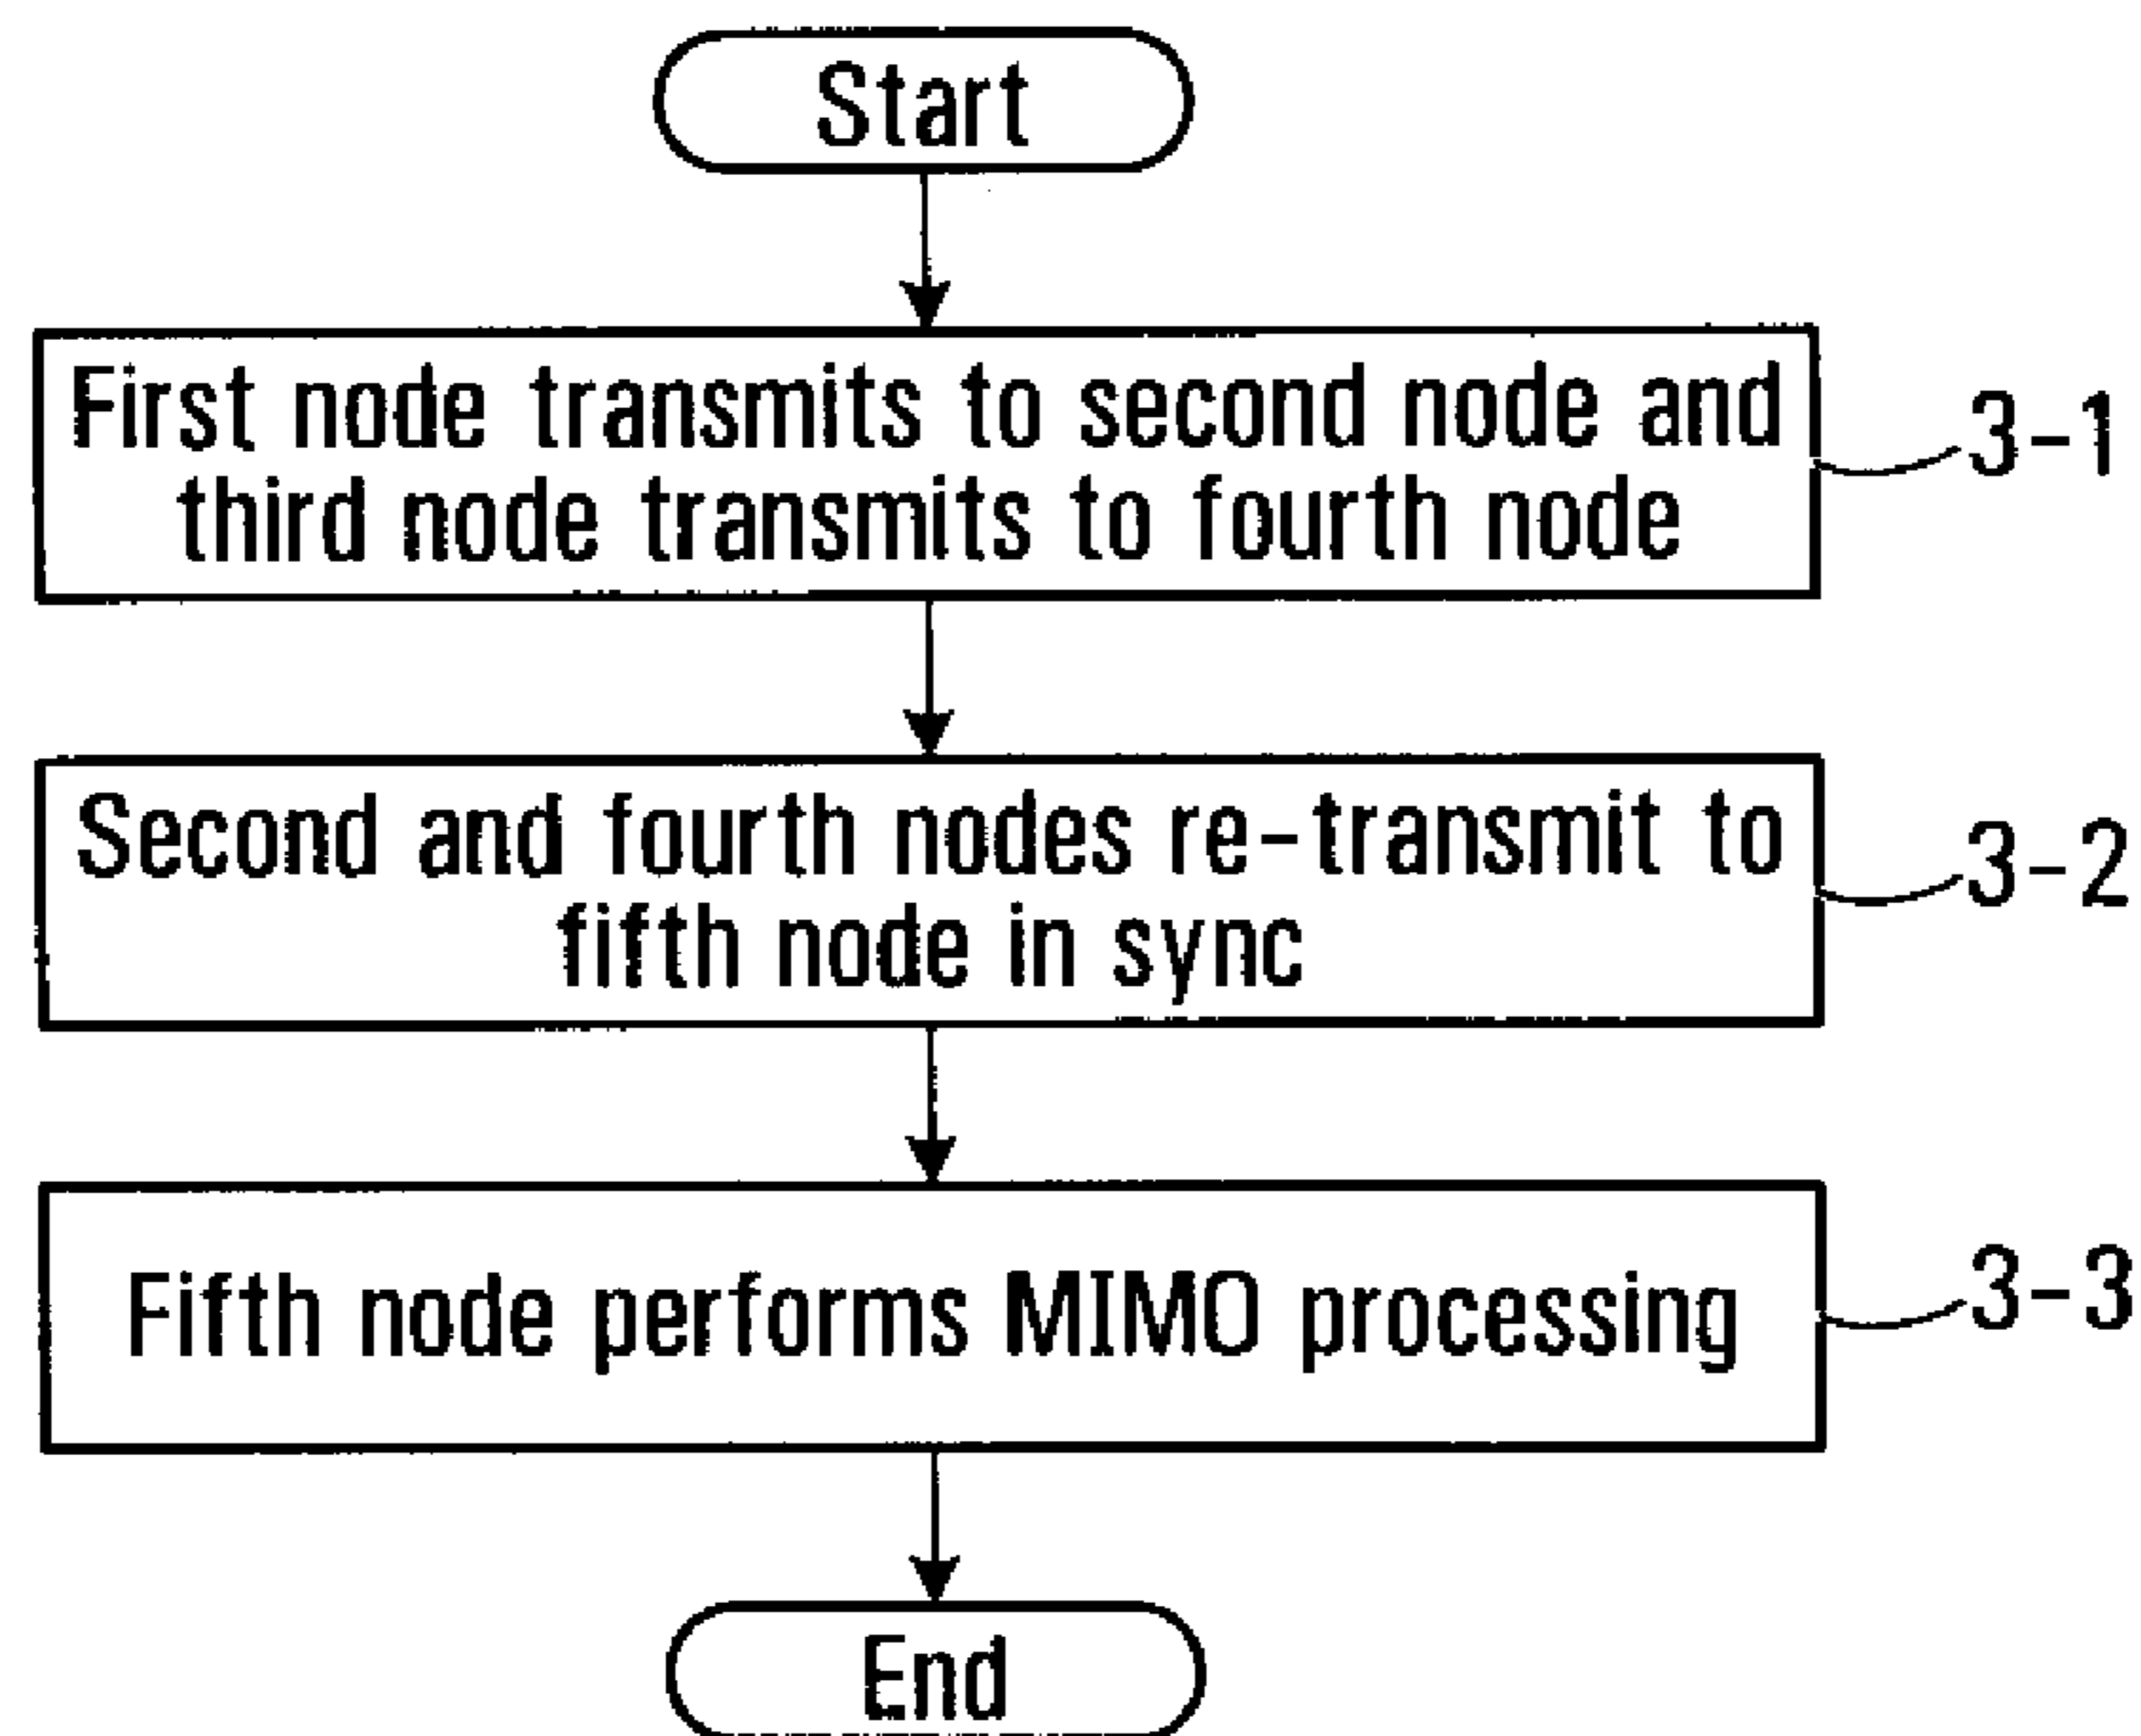 Start
First node transmits to second node and
third node transmits to fourth node
3-1
Second and fourth nodes re-transmit to
fifth node in sync
3-2
Fifth node performs MIMO processing
3-3
End